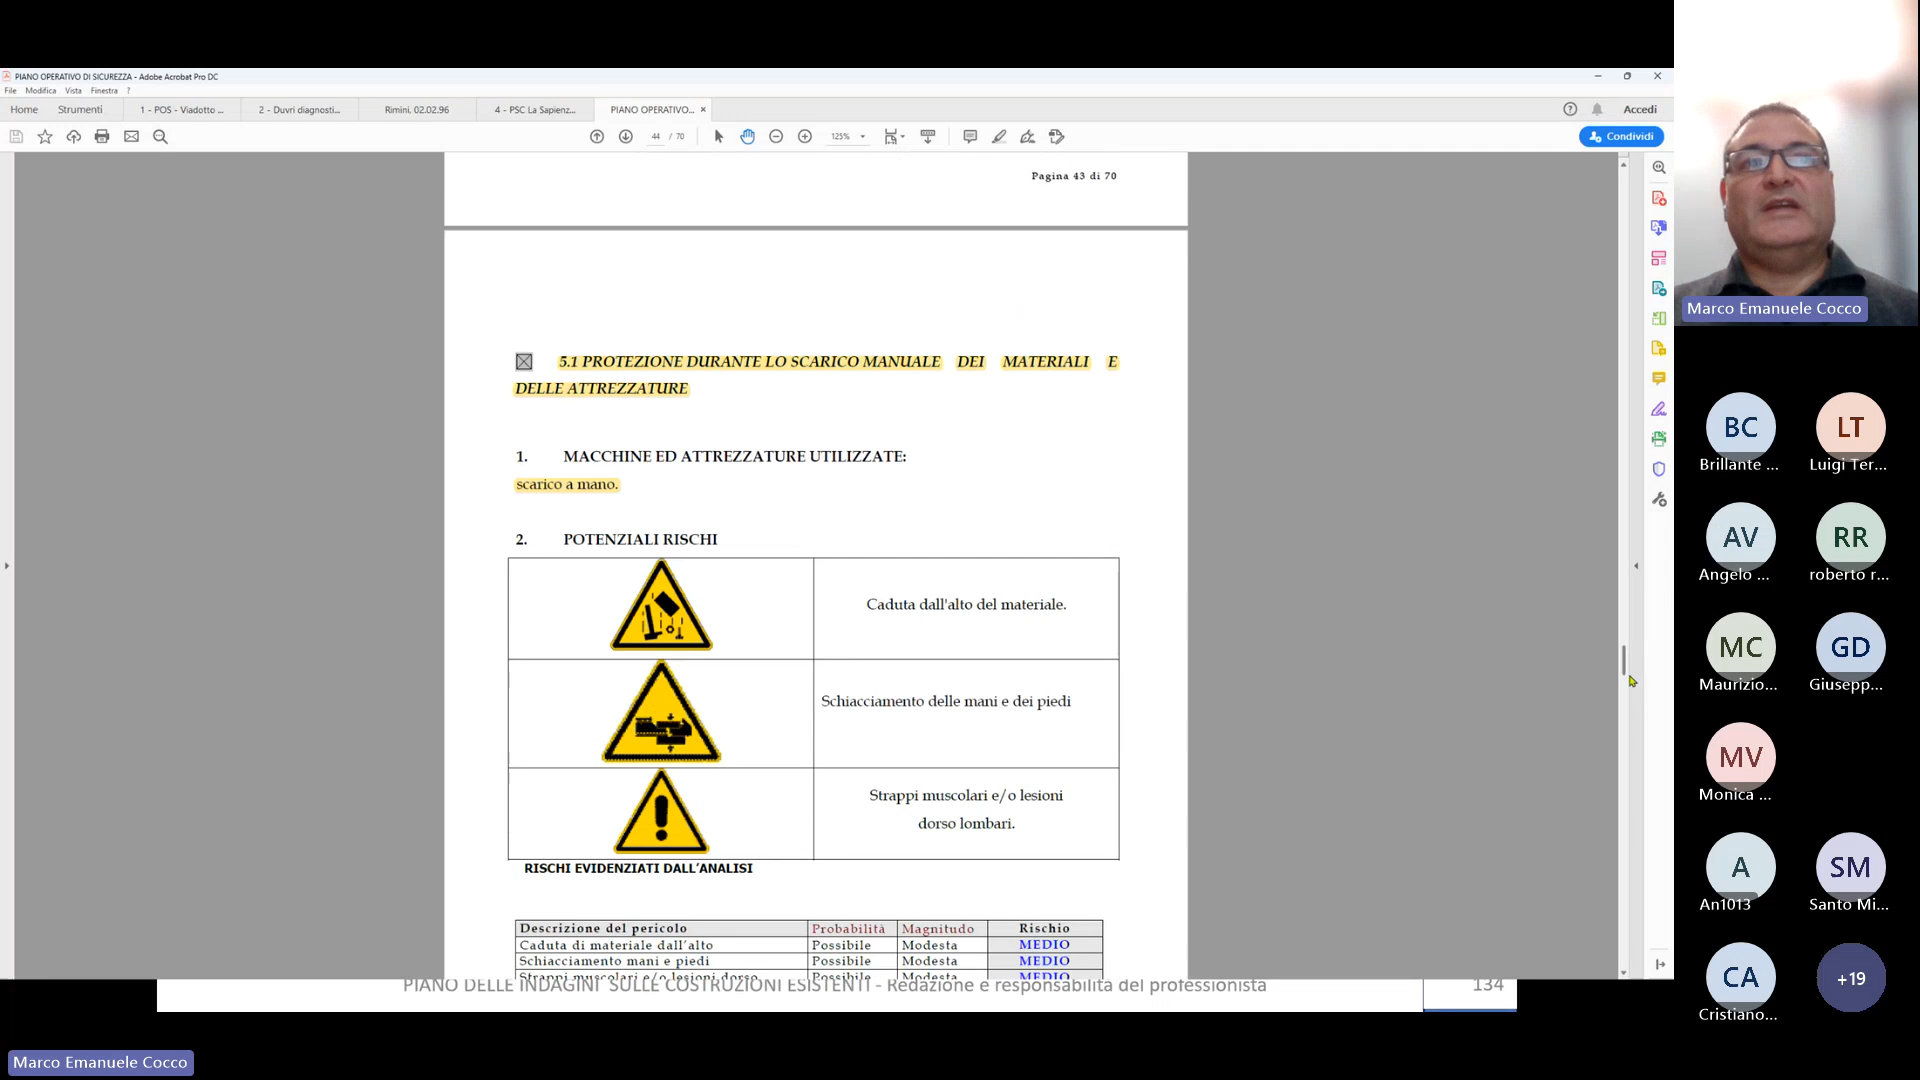 PIANO OPERATIVO DI SICUREZZA - Adobe Acrobat Pro DC
File Modifica Vista Finestra ?
Home Strumenti 1 - POS - Viadotto ... 2 - Duvri diagnosti... Rimini, 02.02.96 4 - PSC La Sapienz... PIANO OPERATIVO... × Accedi
44 / 70 125% Condividi
Pagina 43 di 70
5.1 PROTEZIONE DURANTE LO SCARICO MANUALE DEI MATERIALI E
DELLE ATTREZZATURE
1. MACCHINE ED ATTREZZATURE UTILIZZATE:
scarico a mano.
2. POTENZIALI RISCHI
Caduta dall'alto del materiale.
Schiacciamento delle mani e dei piedi
Strappi muscolari e/o lesioni
dorso lombari.
RISCHI EVIDENZIATI DALL'ANALISI
Descrizione del pericolo Probabilità Magnitudo Rischio
Caduta di materiale dall'alto Possibile Modesta MEDIO
Schiacciamento mani e piedi Possibile Modesta MEDIO
Strappi muscolari e/o lesioni dorso Possibile Modesta MEDIO
PIANO DELLE INDAGINI SULLE COSTRUZIONI ESISTENTI - Redazione e responsabilità del professionista 134
Marco Emanuele Cocco
Marco Emanuele Cocco
BC LT
Brillante ... Luigi Ter...
AV RR
Angelo ... roberto r...
MC GD
Maurizio... Giusepp...
MV
Monica ...
A SM
An1013 Santo Mi...
CA +19
Cristiano...